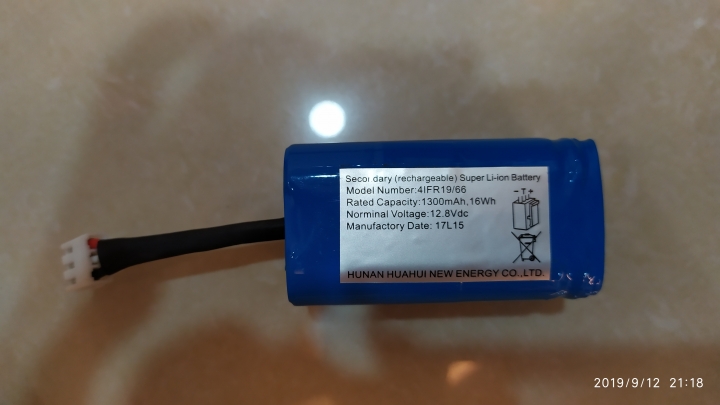 Secondary (rechargeable) Super Li-ion Battery
Model Number:4IFR19/66
Rated Capacity:1300mAh,16Wh
Norminal Voltage:12.8Vdc
Manufactory Date: 17L15
- T +
HUNAN HUAHUI NEW ENERGY CO.,LTD.
2019/9/12 21:18